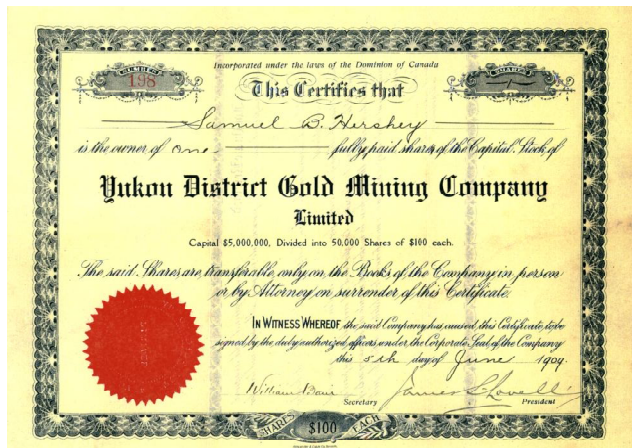 Incorporated under the laws of the Dominion of Canada
NUMBER
198
SHARES
This Certifies that
Samuel B. Hershey
is the owner of one fully paid shares of the Capital Stock of
Yukon District Gold Mining Company
Limited
Capital $5,000,000, Divided into 50,000 Shares of $100 each.
The said Shares are transferable only on the Books of the Company in person
or by Attorney on surrender of this Certificate.
IN WITNESS WHEREOF the said Company has caused this Certificate to be
signed by the duly authorized officers under the Corporate Seal of the Company
this 5th day of June 1909.
Secretary
President
SHARES $100 EACH